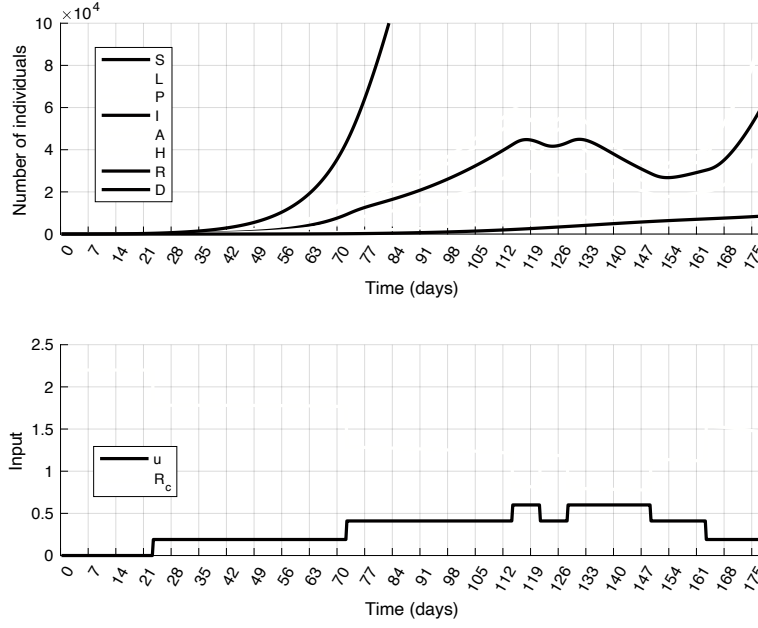 ×10⁴
10
8
6
4
2
0
Number of individuals
S
L
P
I
A
H
R
D
0 7 14 21 28 35 42 49 56 63 70 77 84 91 98 105 112 119 126 133 140 147 154 161 168 175
Time (days)
2.5
2
1.5
1
0.5
0
Input
u
R_c
0 7 14 21 28 35 42 49 56 63 70 77 84 91 98 105 112 119 126 133 140 147 154 161 168 175
Time (days)